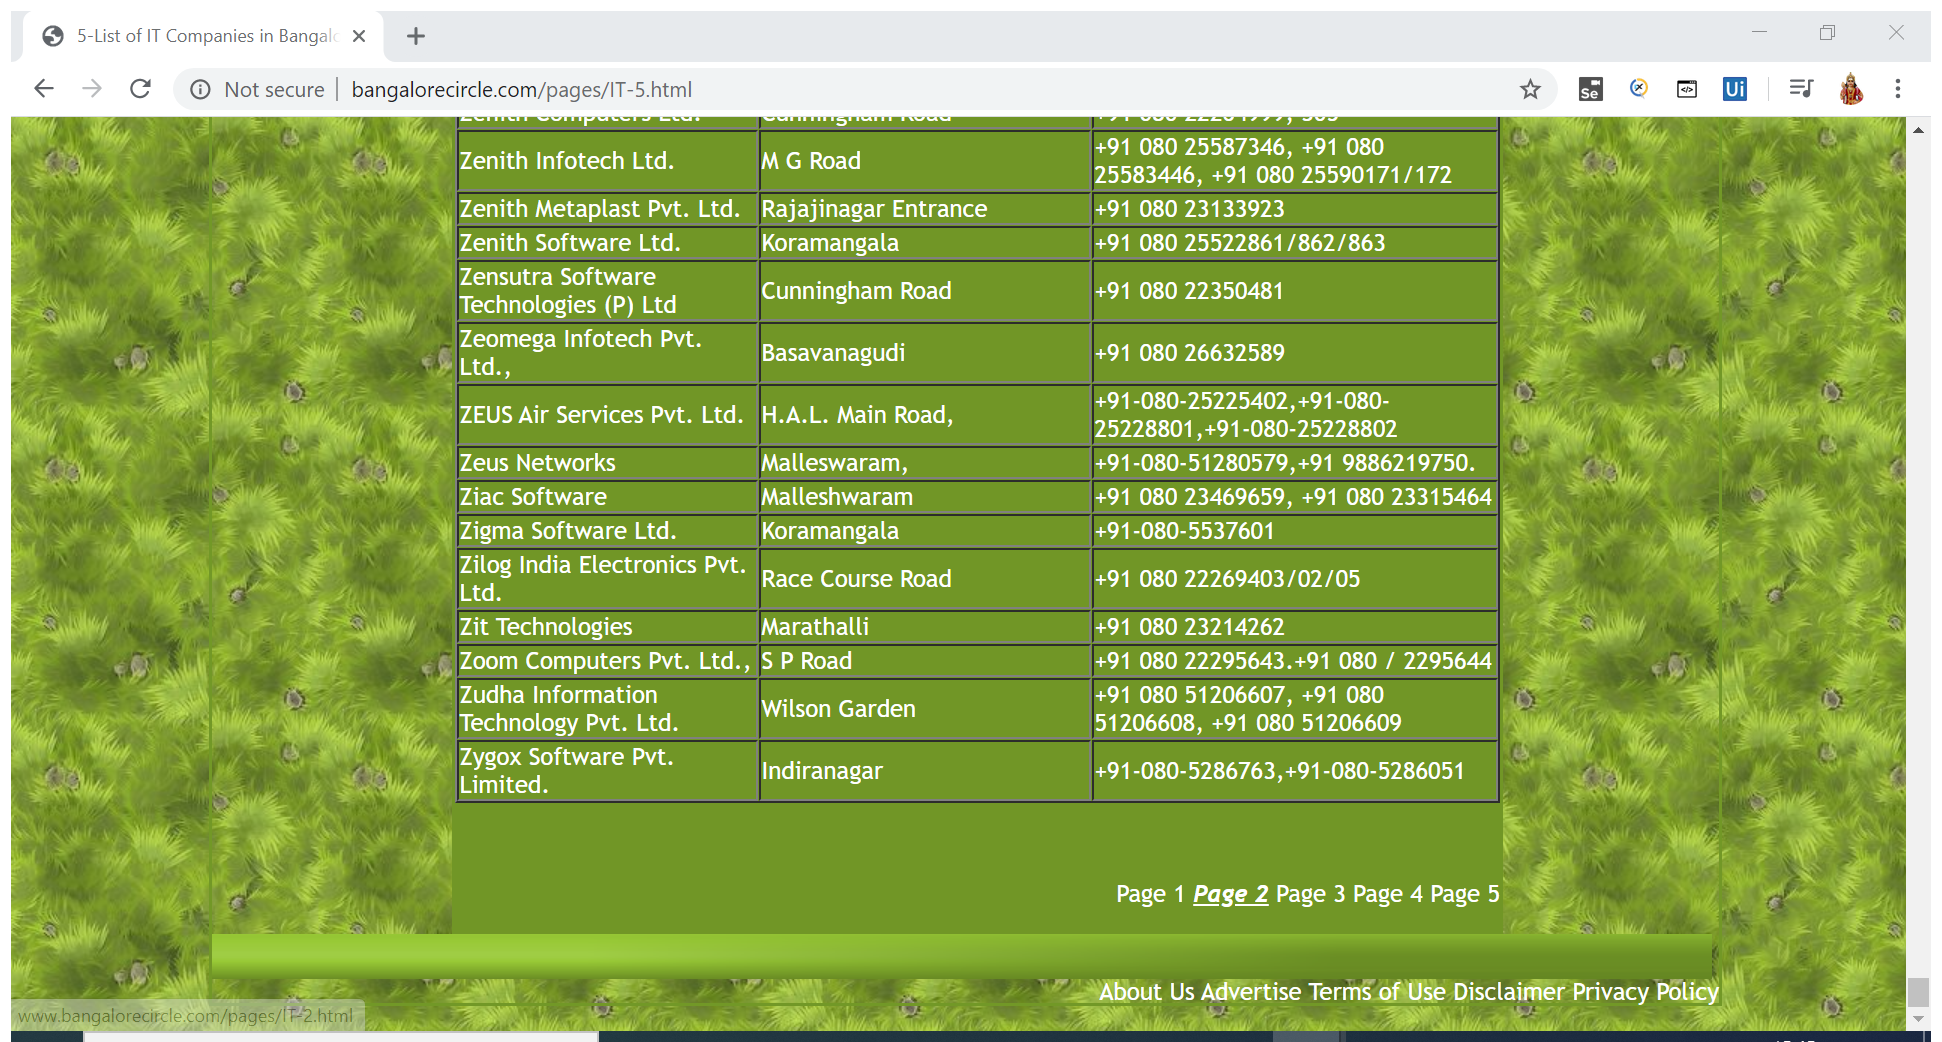 5-List of IT Companies in Bangalo
Not secure | bangalorecircle.com/pages/IT-5.html
Se
Ui
Zenith Computers Ltd. Cunningham Road
Zenith Infotech Ltd. M G Road +91 080 25587346, +91 080
25583446, +91 080 25590171/172
Zenith Metaplast Pvt. Ltd. Rajajinagar Entrance +91 080 23133923
Zenith Software Ltd. Koramangala +91 080 25522861/862/863
Zensutra Software
Technologies (P) Ltd Cunningham Road +91 080 22350481
Zeomega Infotech Pvt.
Ltd., Basavanagudi +91 080 26632589
ZEUS Air Services Pvt. Ltd. H.A.L. Main Road, +91-080-25225402,+91-080-
25228801,+91-080-25228802
Zeus Networks Malleswaram, +91-080-51280579,+91 9886219750.
Ziac Software Malleshwaram +91 080 23469659, +91 080 23315464
Zigma Software Ltd. Koramangala +91-080-5537601
Zilog India Electronics Pvt.
Ltd. Race Course Road +91 080 22269403/02/05
Zit Technologies Marathalli +91 080 23214262
Zoom Computers Pvt. Ltd., S P Road +91 080 22295643.+91 080 / 2295644
Zudha Information
Technology Pvt. Ltd. Wilson Garden +91 080 51206607, +91 080
51206608, +91 080 51206609
Zygox Software Pvt.
Limited. Indiranagar +91-080-5286763,+91-080-5286051
Page 1 Page 2 Page 3 Page 4 Page 5
About Us Advertise Terms of Use Disclaimer Privacy Policy
www.bangalorecircle.com/pages/IT-2.html